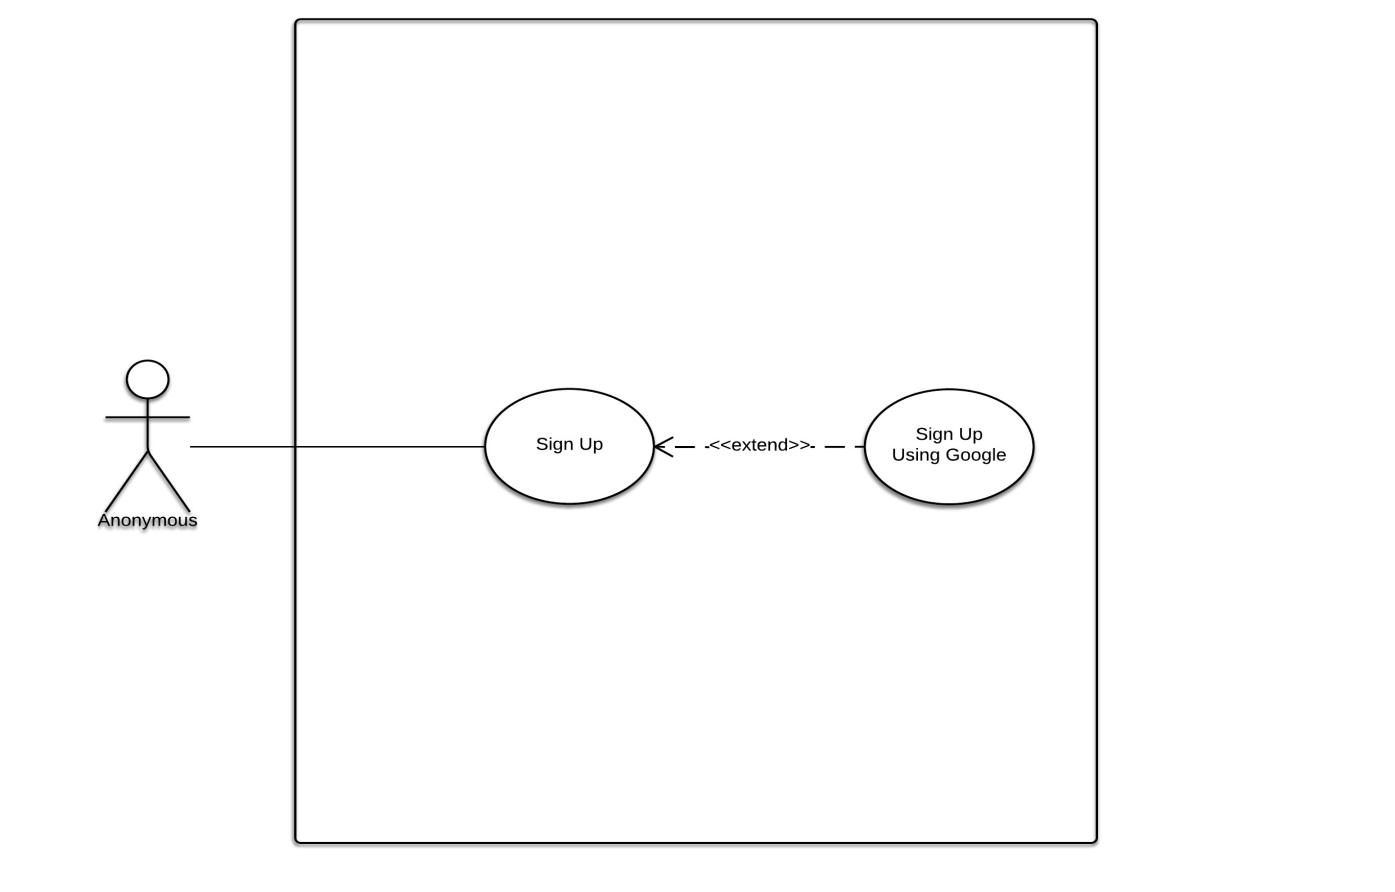 Sign Up
<<extend>>
Sign Up
Using Google
Anonymous